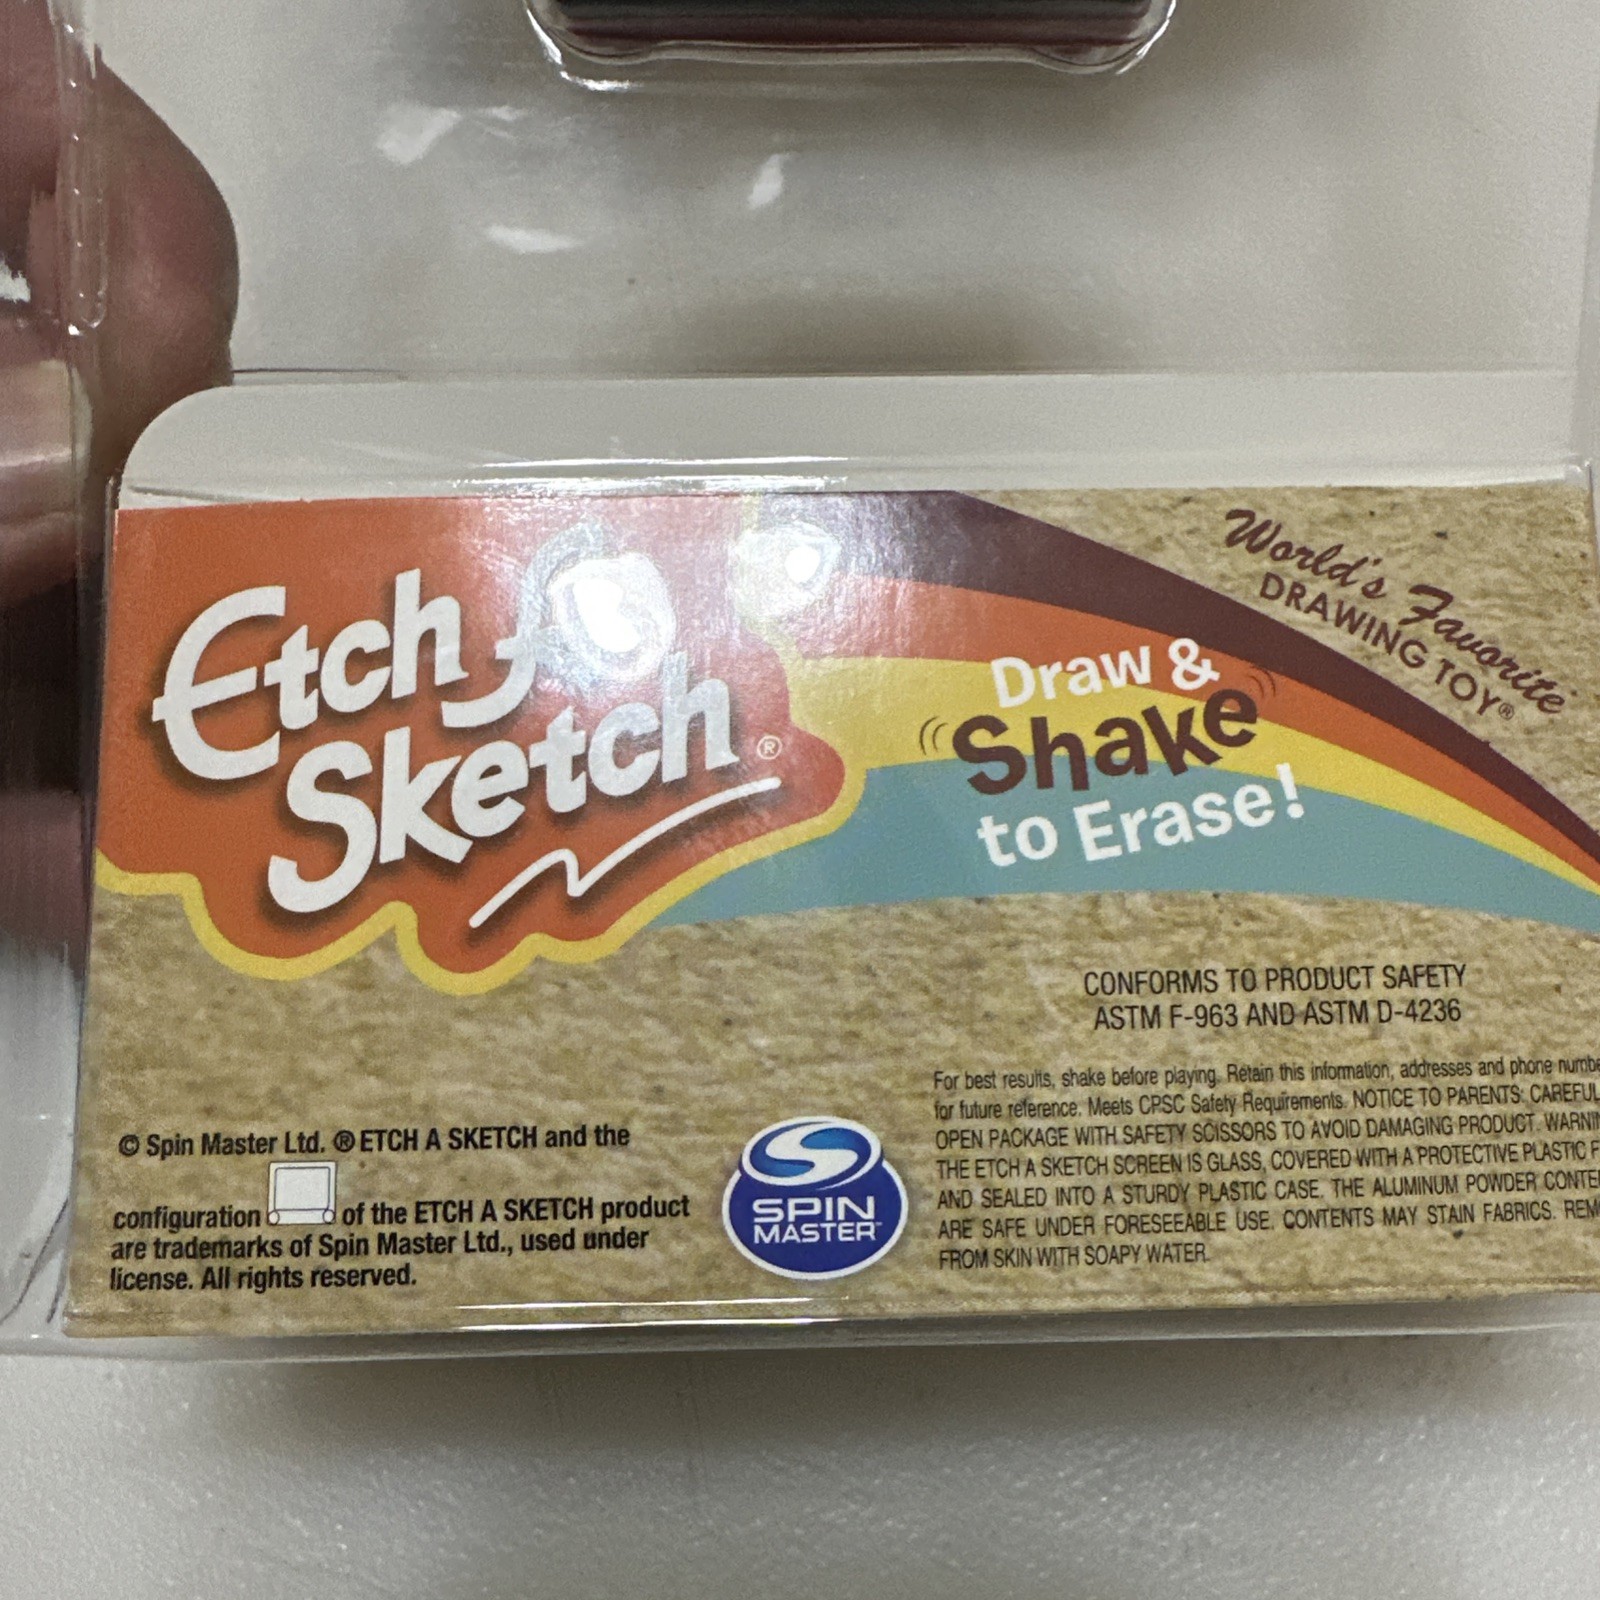 Etch A
Sketch®
Draw &
Shake
to Erase!
World's Favorite
DRAWING TOY®
CONFORMS TO PRODUCT SAFETY
ASTM F-963 AND ASTM D-4236
© Spin Master Ltd. ® ETCH A SKETCH and the
configuration of the ETCH A SKETCH product
are trademarks of Spin Master Ltd., used under
license. All rights reserved.
SPIN
MASTER™
For best results, shake before playing. Retain this information, addresses and phone
for future reference. Meets CPSC Safety Requirements. NOTICE TO PARENTS:
OPEN PACKAGE WITH SAFETY SCISSORS TO AVOID DAMAGING PRODUCT.
THE ETCH A SKETCH SCREEN IS GLASS, COVERED WITH A PROTECTIVE PLASTIC
AND SEALED INTO A STURDY PLASTIC CASE. THE ALUMINUM POWDER
ARE SAFE UNDER FORESEEABLE USE. CONTENTS MAY STAIN FABRICS.
FROM SKIN WITH SOAPY WATER.